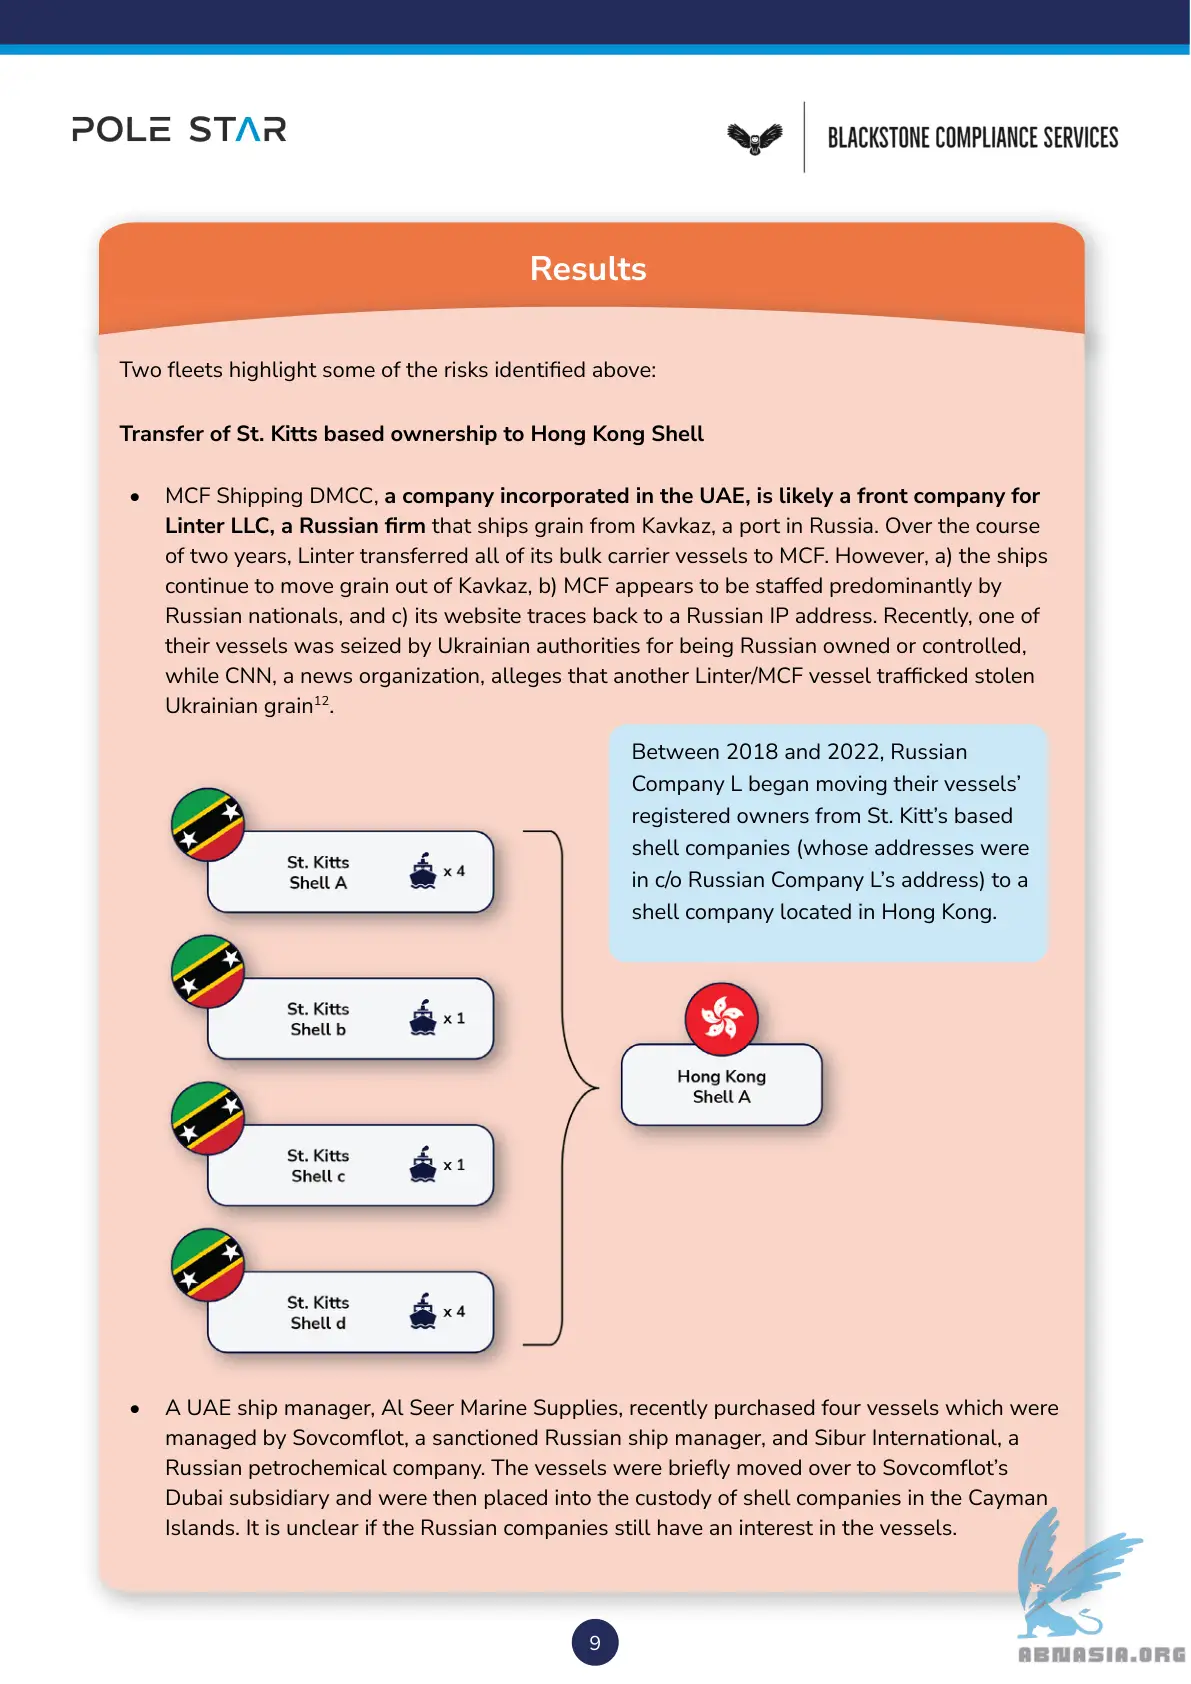 POLE STAR
BLACKSTONE COMPLIANCE SERVICES
Results
Two fleets highlight some of the risks identified above:
Transfer of St. Kitts based ownership to Hong Kong Shell
• MCF Shipping DMCC, a company incorporated in the UAE, is likely a front company for
Linter LLC, a Russian firm that ships grain from Kavkaz, a port in Russia. Over the course
of two years, Linter transferred all of its bulk carrier vessels to MCF. However, a) the ships
continue to move grain out of Kavkaz, b) MCF appears to be staffed predominantly by
Russian nationals, and c) its website traces back to a Russian IP address. Recently, one of
their vessels was seized by Ukrainian authorities for being Russian owned or controlled,
while CNN, a news organization, alleges that another Linter/MCF vessel trafficked stolen
Ukrainian grain¹².
Between 2018 and 2022, Russian
Company L began moving their vessels’
registered owners from St. Kitt’s based
shell companies (whose addresses were
in c/o Russian Company L’s address) to a
shell company located in Hong Kong.
St. Kitts
Shell A
x 4
St. Kitts
Shell b
x 1
St. Kitts
Shell c
x 1
St. Kitts
Shell d
x 4
Hong Kong
Shell A
• A UAE ship manager, Al Seer Marine Supplies, recently purchased four vessels which were
managed by Sovcomflot, a sanctioned Russian ship manager, and Sibur International, a
Russian petrochemical company. The vessels were briefly moved over to Sovcomflot’s
Dubai subsidiary and were then placed into the custody of shell companies in the Cayman
Islands. It is unclear if the Russian companies still have an interest in the vessels.
9
ABNASIA.ORG